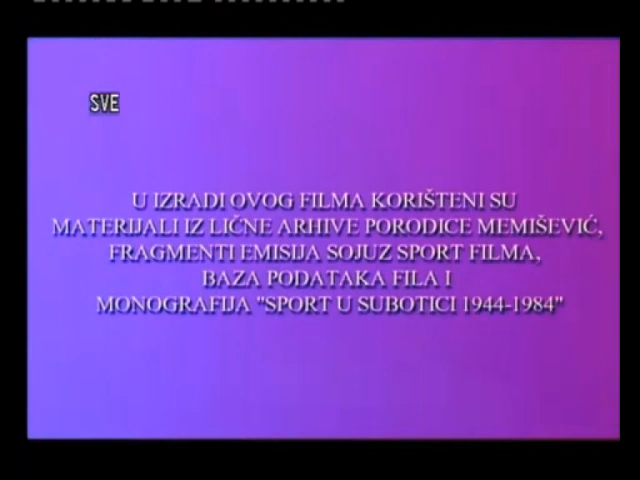 SVE
U IZRADI OVOG FILMA KORIŠTENI SU
MATERIJALI IZ LIČNE ARHIVE PORODICE MEMIŠEVIĆ,
FRAGMENTI EMISIJA SOJUZ SPORT FILMA,
BAZA PODATAKA FILA I
MONOGRAFIJA "SPORT U SUBOTICI 1944-1984"